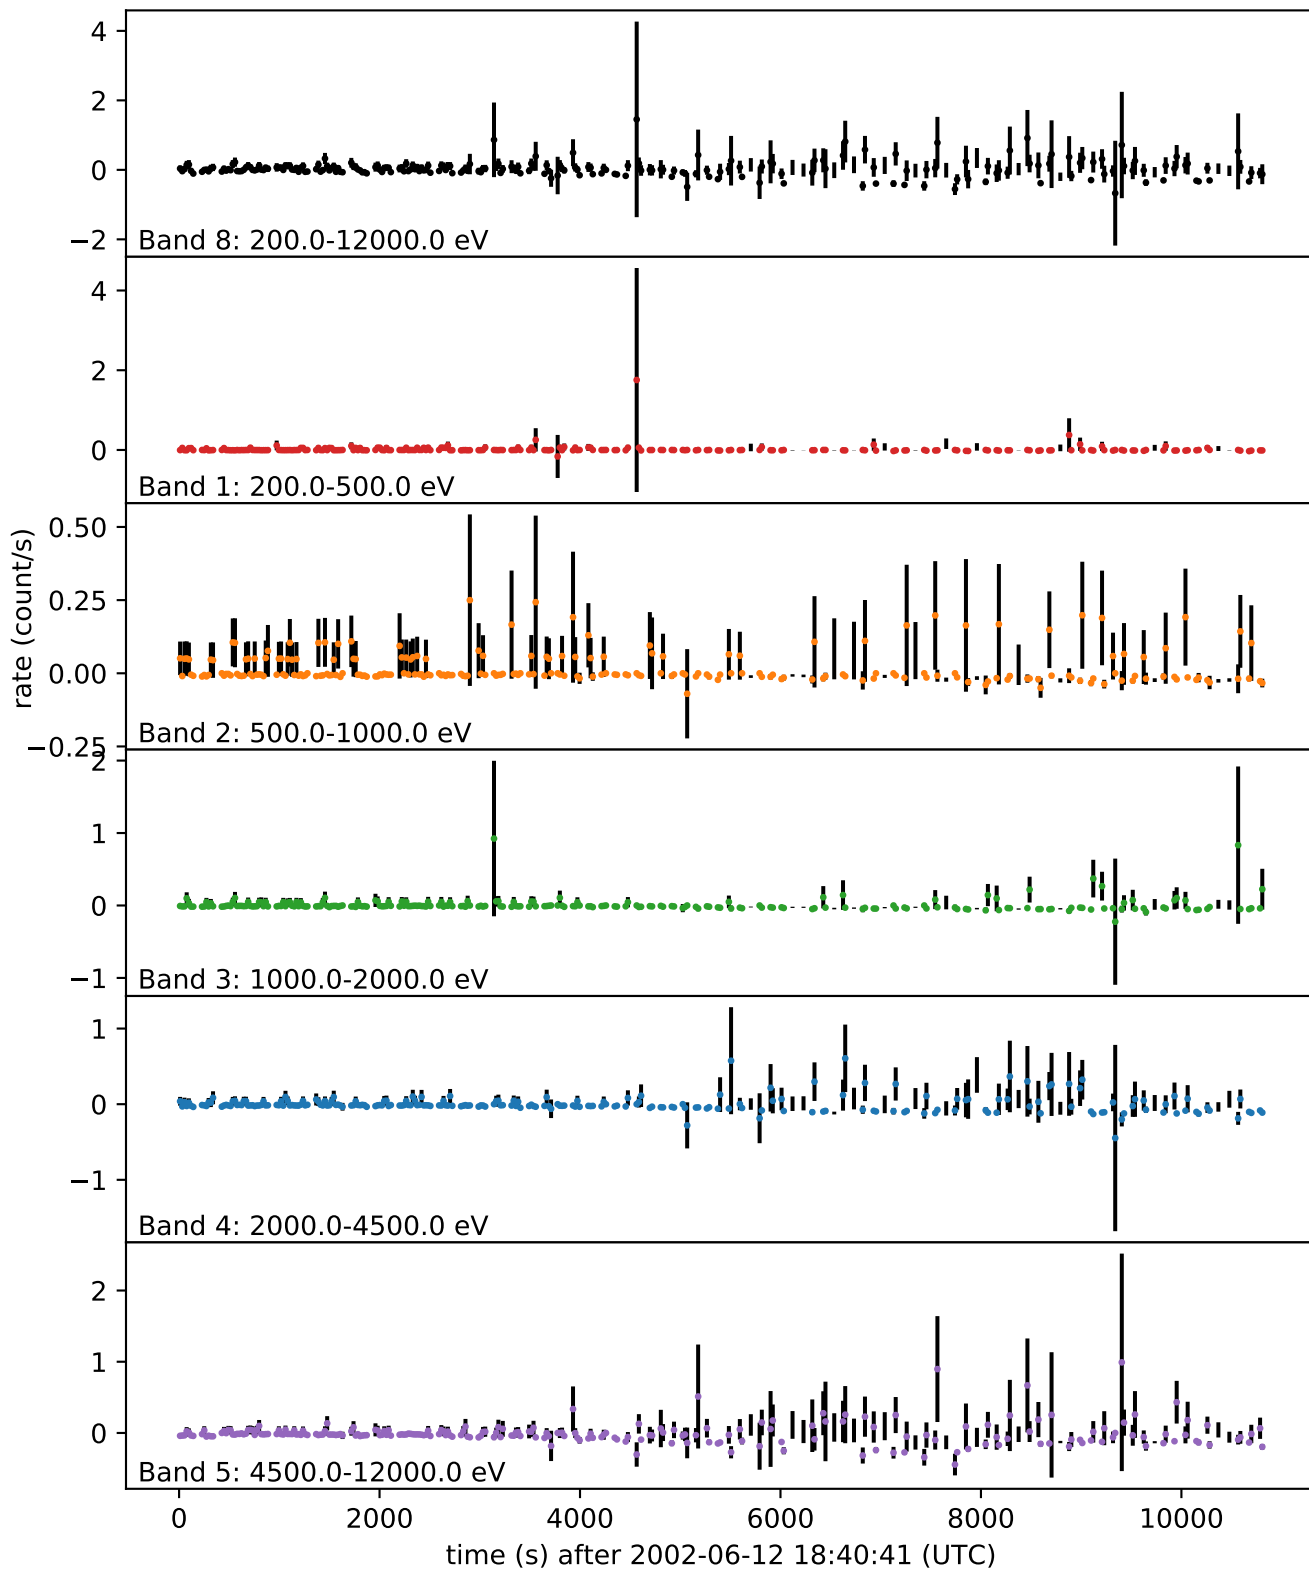 4
2
0
−2
Band 8: 200.0-12000.0 eV
4
2
0
Band 1: 200.0-500.0 eV
rate (count/s)
0.50
0.25
0.00
−0.25
Band 2: 500.0-1000.0 eV
2
1
0
−1
Band 3: 1000.0-2000.0 eV
1
0
−1
Band 4: 2000.0-4500.0 eV
2
1
0
Band 5: 4500.0-12000.0 eV
0 2000 4000 6000 8000 10000
time (s) after 2002-06-12 18:40:41 (UTC)